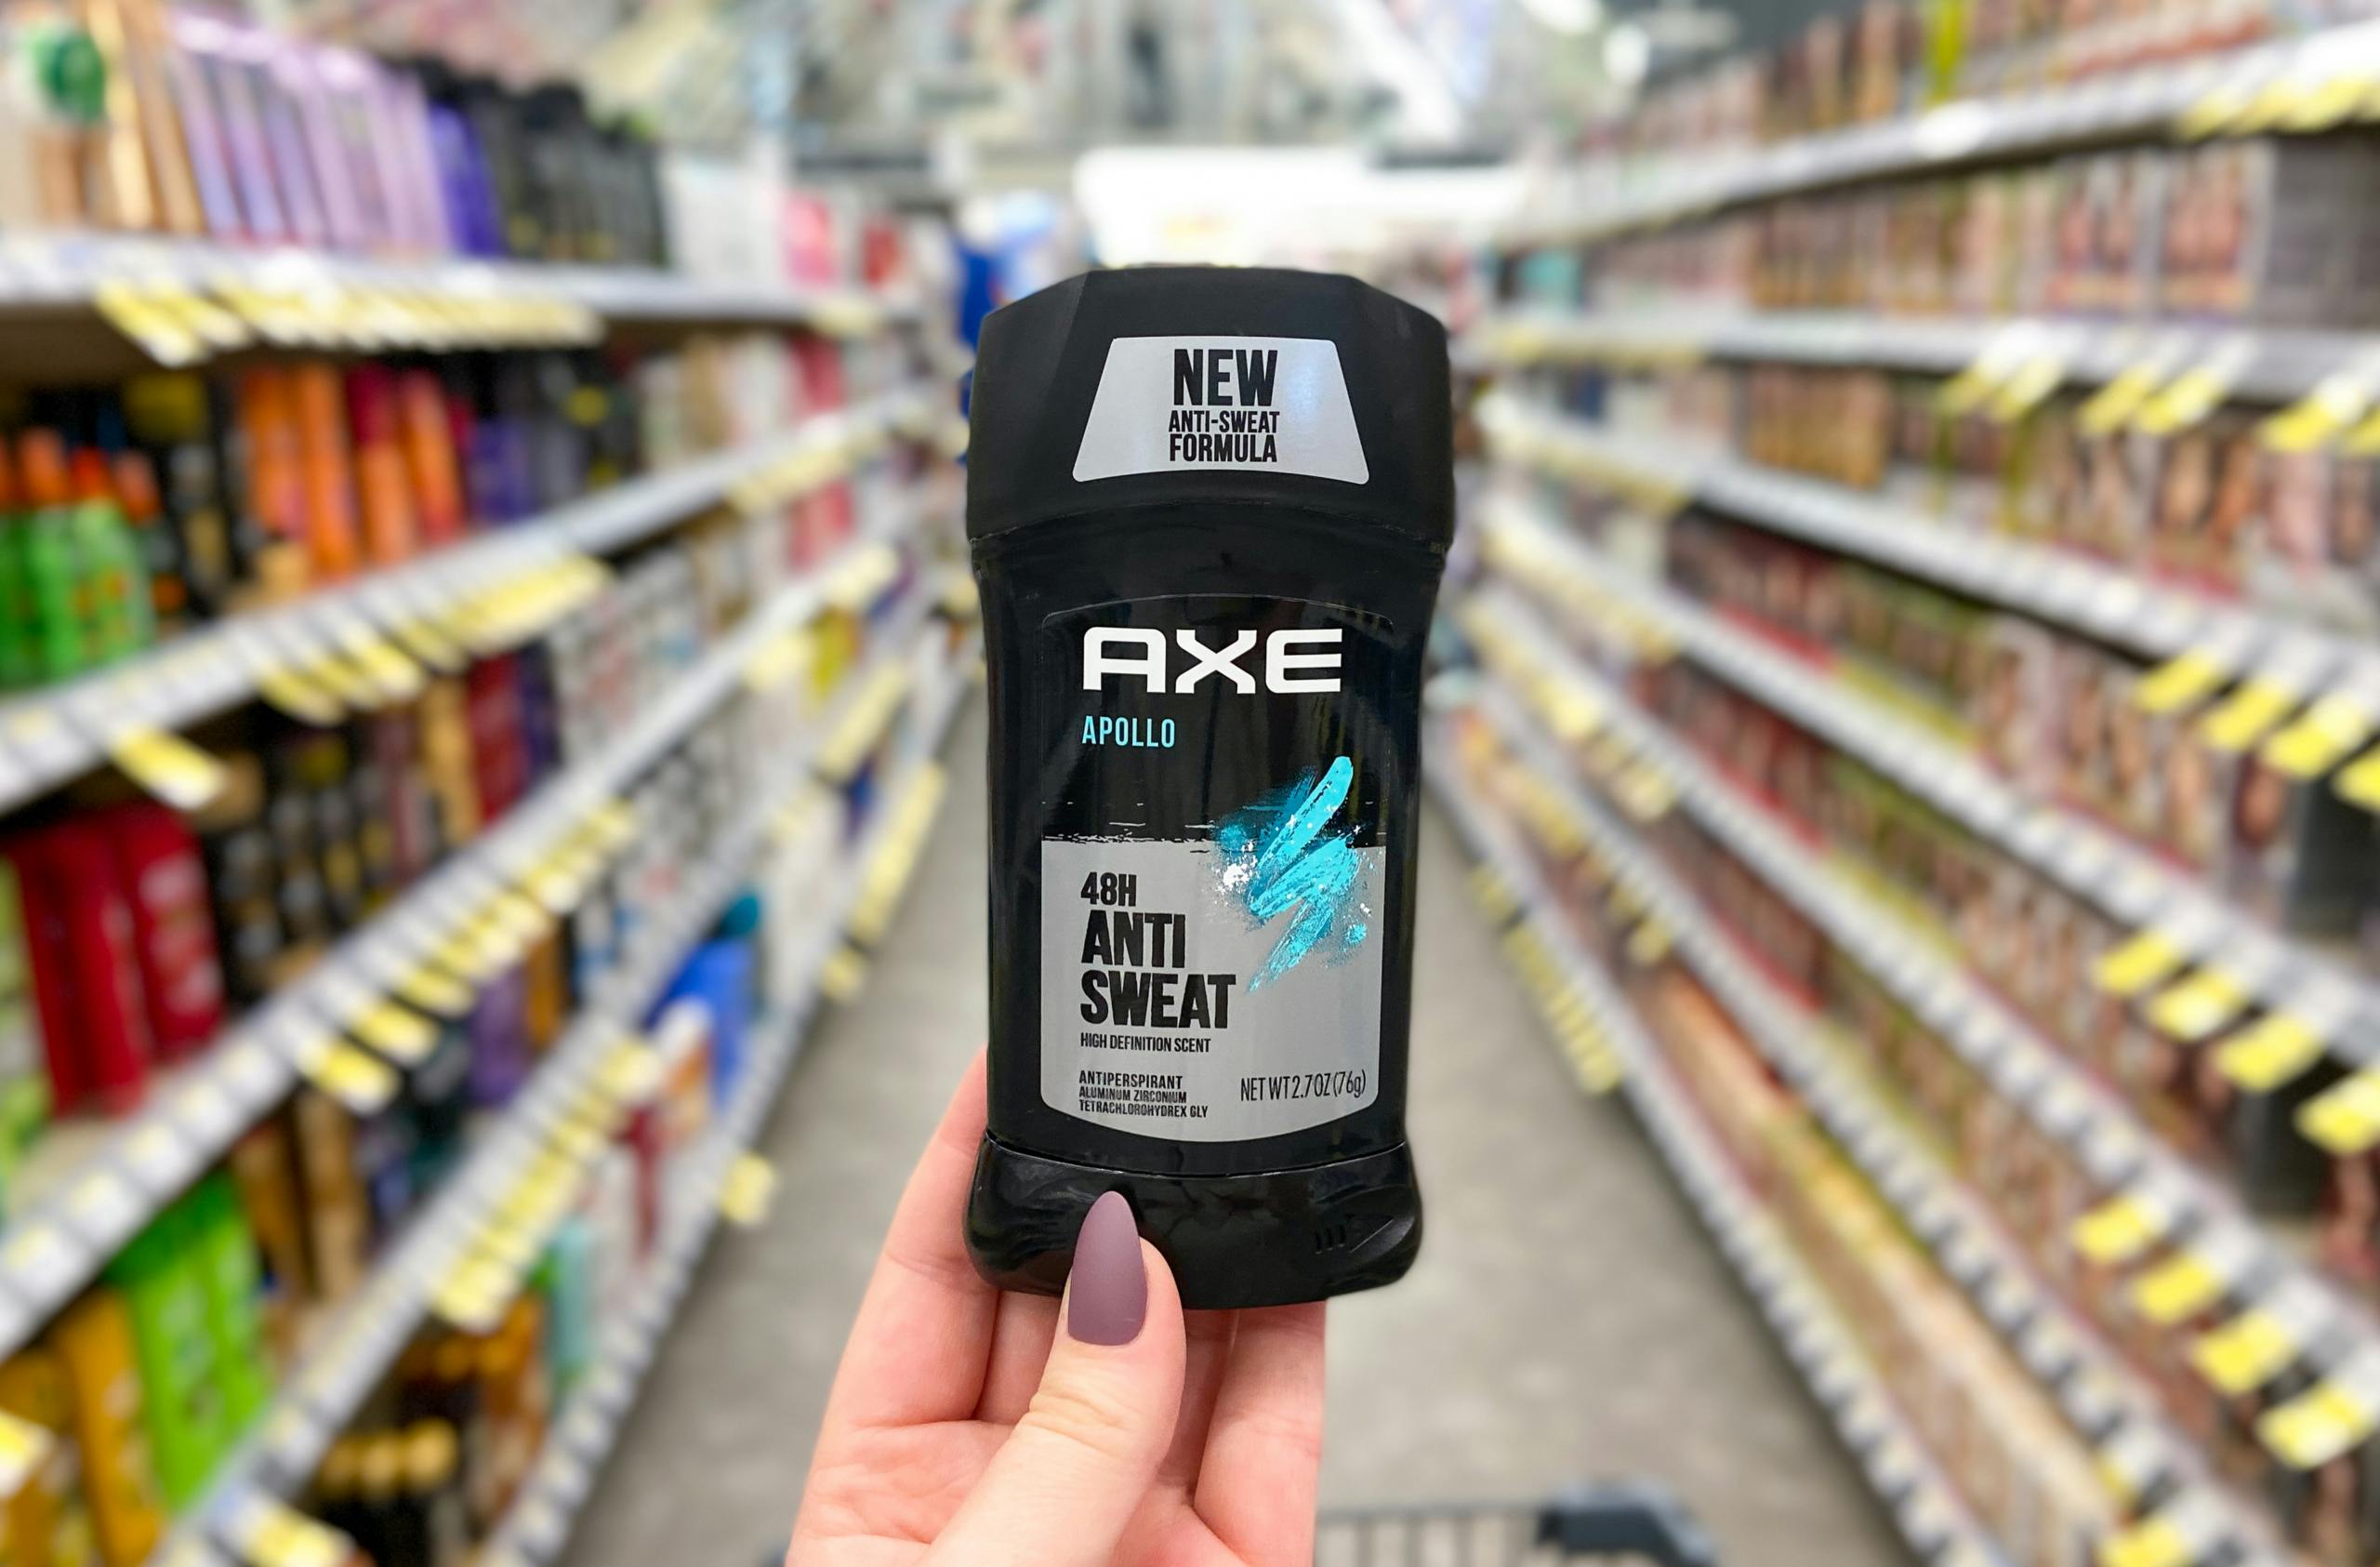 NEW
ANTI-SWEAT
FORMULA
AXE
APOLLO
48H
ANTI
SWEAT
HIGH DEFINITION SCENT
ANTIPERSPIRANT
ALUMINUM ZIRCONIUM
TETRACHLOROHYDREX GLY
NET WT 2.7 OZ (76g)